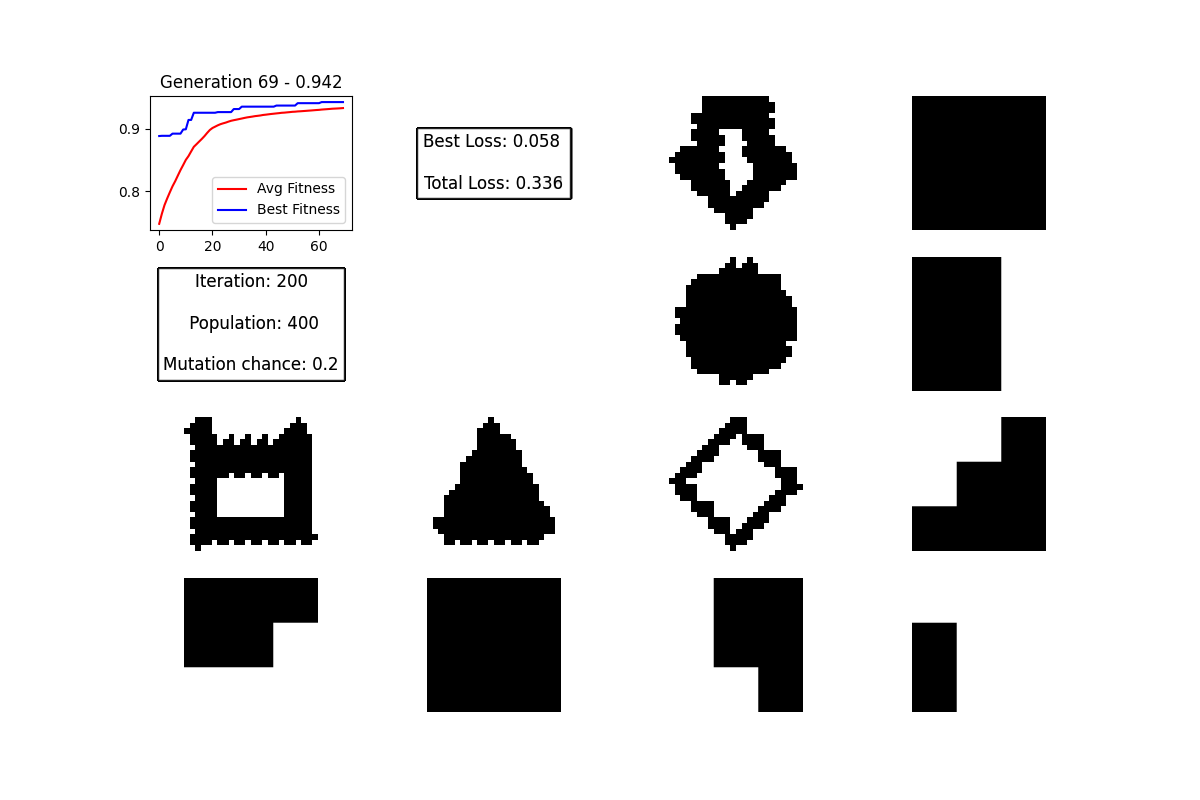 Generation 69 - 0.942
0.9
0.8
Avg Fitness
Best Fitness
0 20 40 60
Best Loss: 0.058
Total Loss: 0.336
Iteration: 200
Population: 400
Mutation chance: 0.2